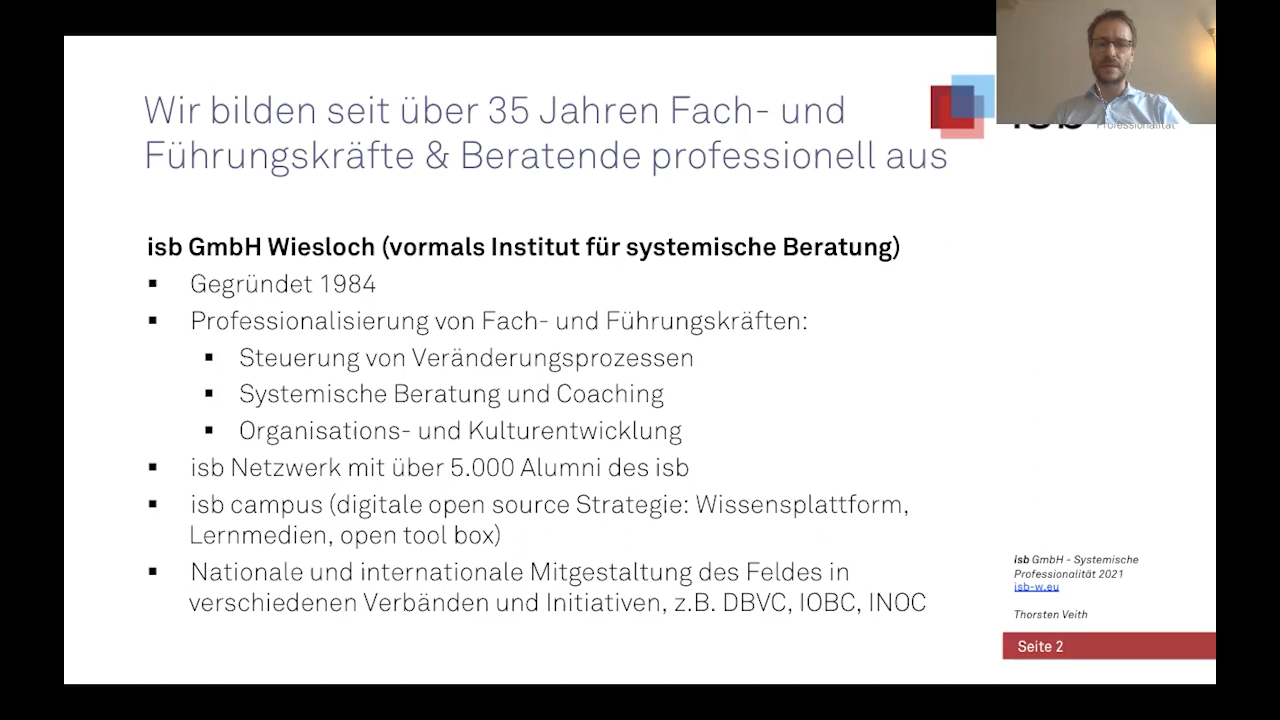 Wir bilden seit über 35 Jahren Fach- und
Führungskräfte & Beratende professionell aus
Professionalität
isb GmbH Wiesloch (vormals Institut für systemische Beratung)
▪ Gegründet 1984
▪ Professionalisierung von Fach- und Führungskräften:
▪ Steuerung von Veränderungsprozessen
▪ Systemische Beratung und Coaching
▪ Organisations- und Kulturentwicklung
▪ isb Netzwerk mit über 5.000 Alumni des isb
▪ isb campus (digitale open source Strategie: Wissensplattform,
Lernmedien, open tool box)
▪ Nationale und internationale Mitgestaltung des Feldes in
verschiedenen Verbänden und Initiativen, z.B. DBVC, IOBC, INOC
isb GmbH - Systemische
Professionalität 2021
isb-w.eu
Thorsten Veith
Seite 2